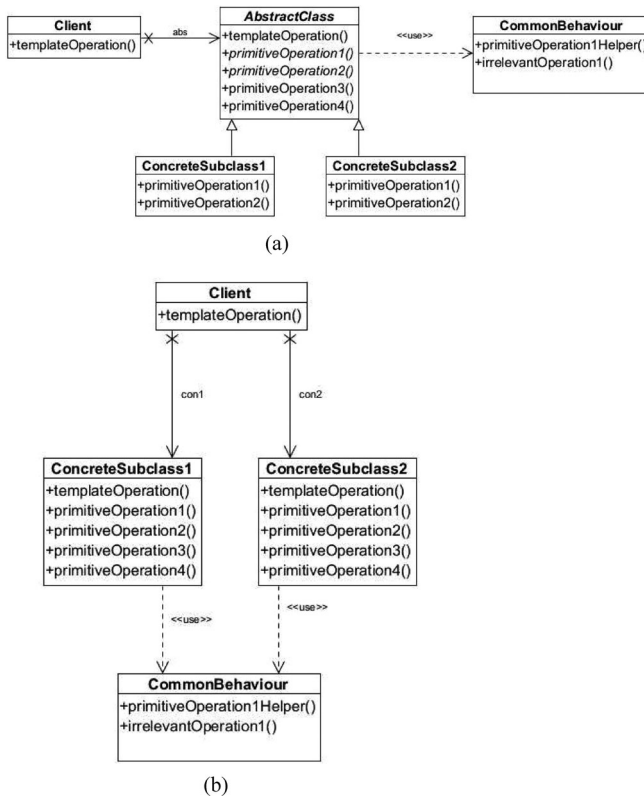 Client
+templateOperation()
abs
AbstractClass
+templateOperation()
+primitiveOperation1()
+primitiveOperation2()
+primitiveOperation3()
+primitiveOperation4()
<<use>>
CommonBehaviour
+primitiveOperation1Helper()
+irrelevantOperation1()
ConcreteSubclass1
+primitiveOperation1()
+primitiveOperation2()
ConcreteSubclass2
+primitiveOperation1()
+primitiveOperation2()
(a)
Client
+templateOperation()
con1
con2
ConcreteSubclass1
+templateOperation()
+primitiveOperation1()
+primitiveOperation2()
+primitiveOperation3()
+primitiveOperation4()
ConcreteSubclass2
+templateOperation()
+primitiveOperation1()
+primitiveOperation2()
+primitiveOperation3()
+primitiveOperation4()
<<use>>
<<use>>
CommonBehaviour
+primitiveOperation1Helper()
+irrelevantOperation1()
(b)